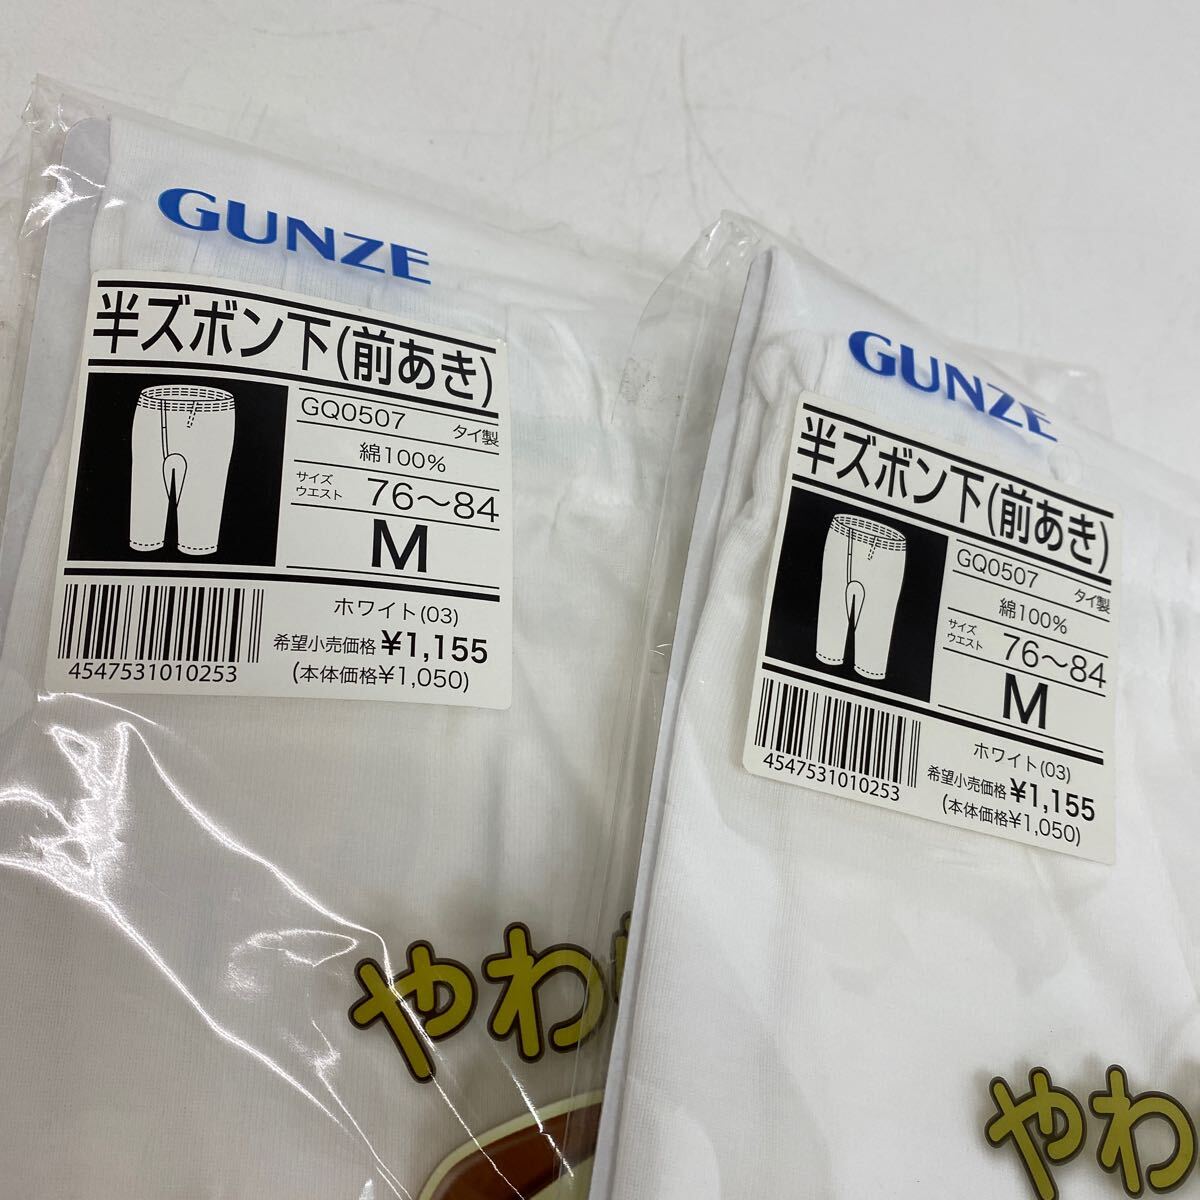 GUNZE
半ズボン下(前あき)
GQ0507 タイ製
綿100%
サイズ
ウエスト 76～84
M
ホワイト(03)
希望小売価格 ¥1,155
(本体価格¥1,050)
4547531010253
やわ
GUNZE
半ズボン下(前あき)
GQ0507 タイ製
綿100%
サイズ
ウエスト 76～84
M
ホワイト(03)
希望小売価格 ¥1,155
(本体価格¥1,050)
4547531010253
やわ